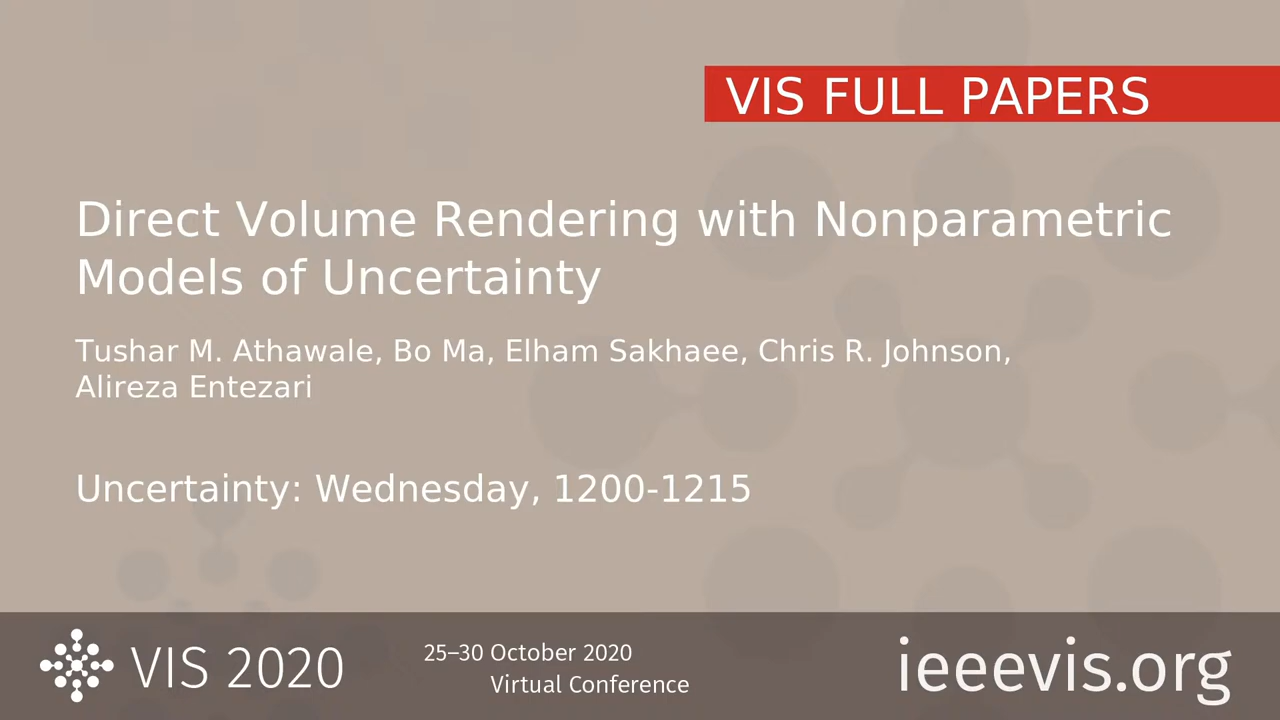 VIS FULL PAPERS
Direct Volume Rendering with Nonparametric
Models of Uncertainty
Tushar M. Athawale, Bo Ma, Elham Sakhaee, Chris R. Johnson,
Alireza Entezari
Uncertainty: Wednesday, 1200-1215
VIS 2020
25–30 October 2020
Virtual Conference
ieeevis.org